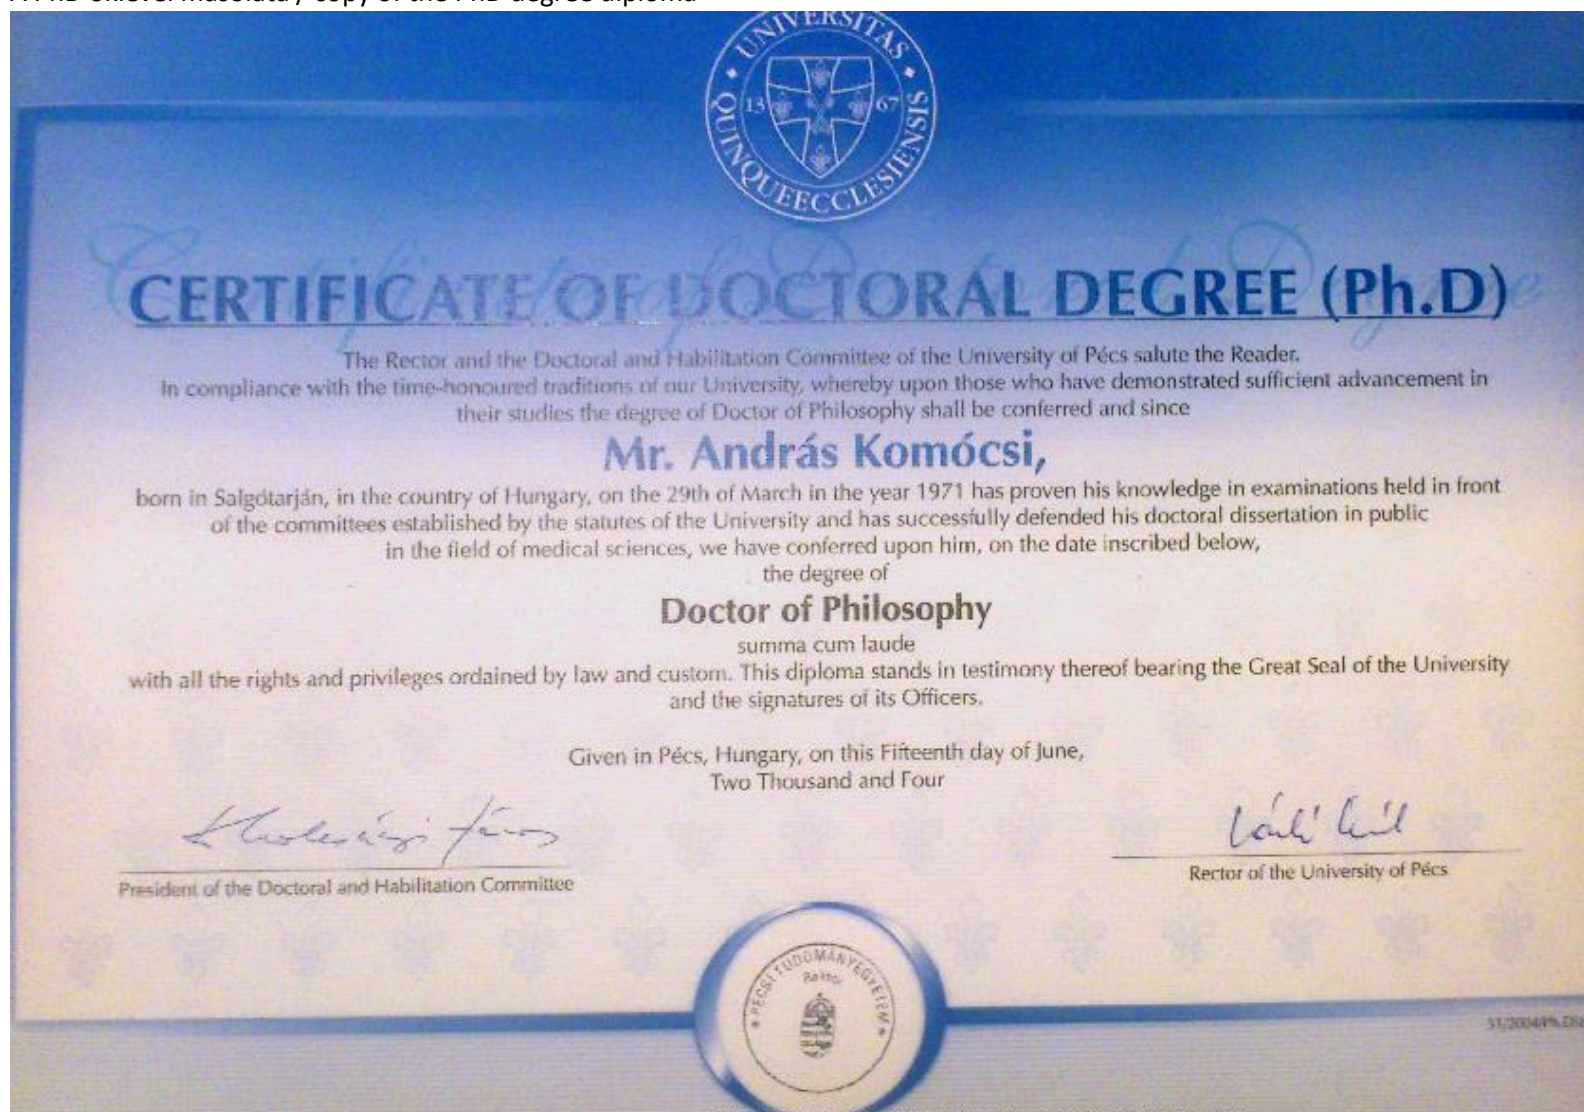 UNIVERSITAS QUINQUEECCLESIENSIS
13 67
CERTIFICATE OF DOCTORAL DEGREE (Ph.D)
The Rector and the Doctoral and Habilitation Committee of the University of Pécs salute the Reader.
In compliance with the time-honoured traditions of our University, whereby upon those who have demonstrated sufficient advancement in
their studies the degree of Doctor of Philosophy shall be conferred and since
Mr. András Komócsi,
born in Salgótarján, in the country of Hungary, on the 29th of March in the year 1971 has proven his knowledge in examinations held in front
of the committees established by the statutes of the University and has successfully defended his doctoral dissertation in public
in the field of medical sciences, we have conferred upon him, on the date inscribed below,
the degree of
Doctor of Philosophy
summa cum laude
with all the rights and privileges ordained by law and custom. This diploma stands in testimony thereof bearing the Great Seal of the University
and the signatures of its Officers.
Given in Pécs, Hungary, on this Fifteenth day of June,
Two Thousand and Four
President of the Doctoral and Habilitation Committee
Rector of the University of Pécs
PÉCSI TUDOMÁNYEGYETEM
Rektor